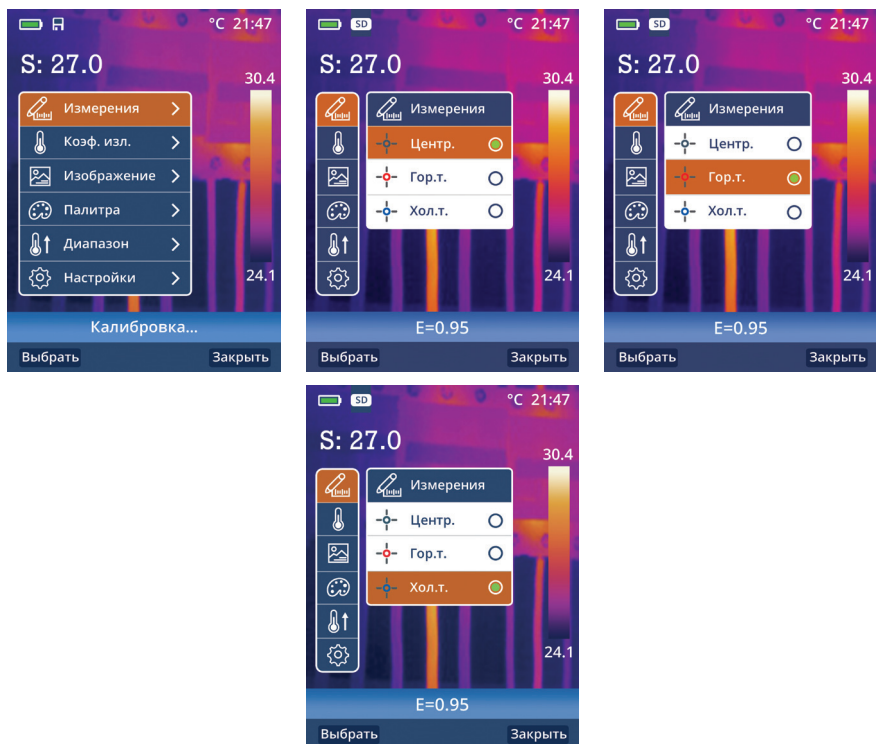 °C 21:47
S: 27.0
30.4
Измерения
Коэф. изл.
Изображение
Палитра
Диапазон
Настройки
24.1
Калибровка...
Выбрать Закрыть
SD °C 21:47
S: 27.0
30.4
Измерения
Центр.
Гор.т.
Хол.т.
24.1
E=0.95
Выбрать Закрыть
SD °C 21:47
S: 27.0
30.4
Измерения
Центр.
Гор.т.
Хол.т.
24.1
E=0.95
Выбрать Закрыть
SD °C 21:47
S: 27.0
30.4
Измерения
Центр.
Гор.т.
Хол.т.
24.1
E=0.95
Выбрать Закрыть